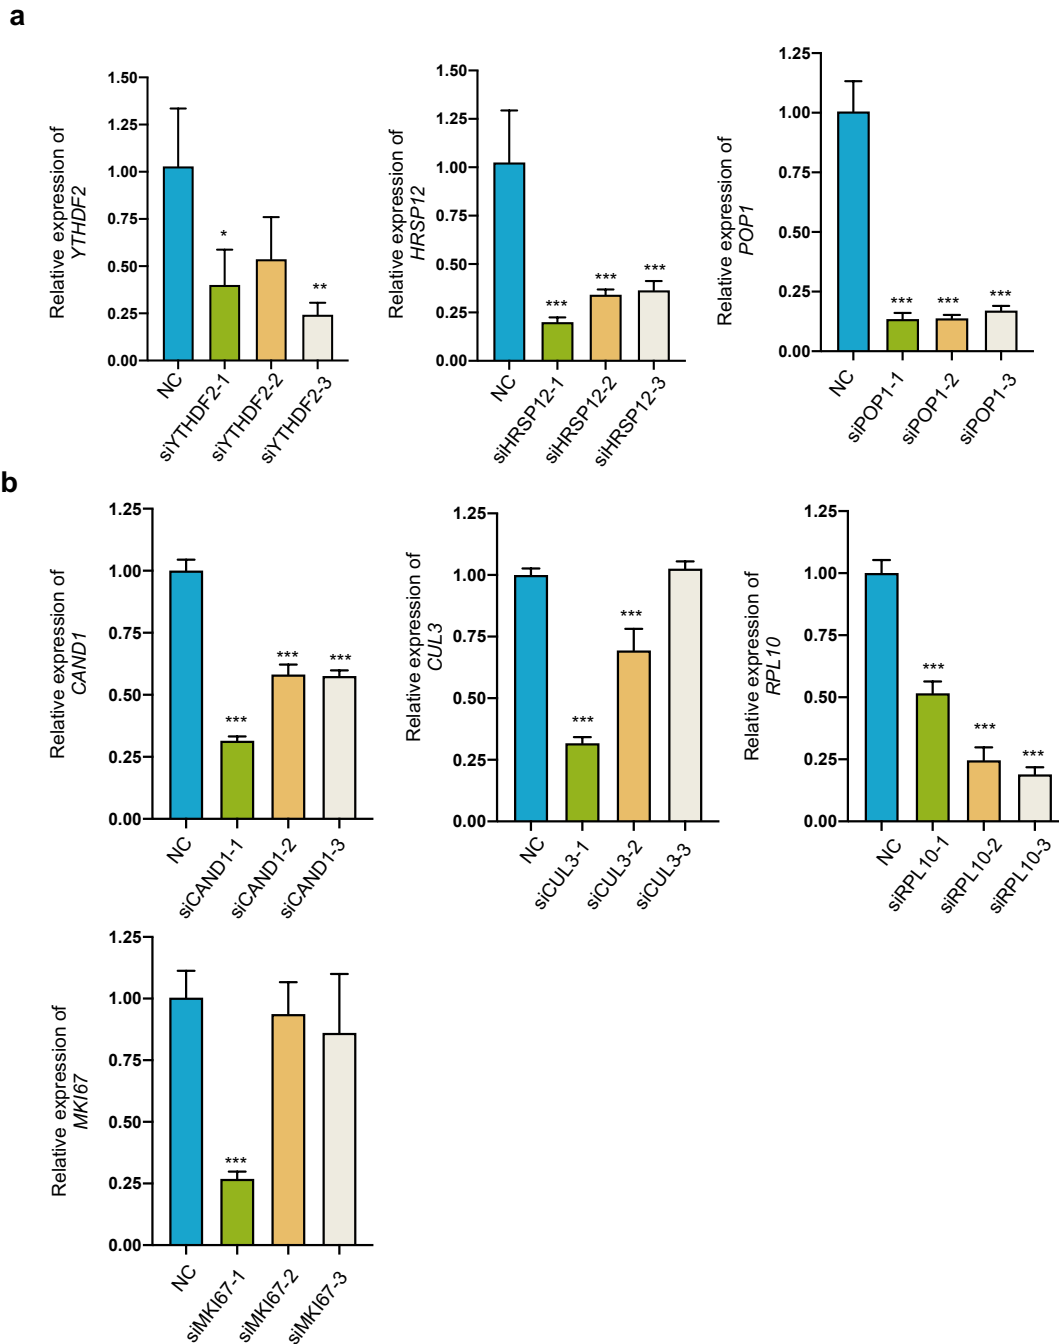 a
Relative expression of
YTHDF2
1.50
1.25
1.00
0.75
0.50
0.25
0.00
*
**
NC
siYTHDF2-1
siYTHDF2-2
siYTHDF2-3
Relative expression of
HRSP12
1.50
1.25
1.00
0.75
0.50
0.25
0.00
***
***
***
NC
siHRSP12-1
siHRSP12-2
siHRSP12-3
Relative expression of
POP1
1.25
1.00
0.75
0.50
0.25
0.00
***
***
***
NC
siPOP1-1
siPOP1-2
siPOP1-3
b
Relative expression of
CAND1
1.25
1.00
0.75
0.50
0.25
0.00
***
***
***
NC
siCAND1-1
siCAND1-2
siCAND1-3
Relative expression of
CUL3
1.25
1.00
0.75
0.50
0.25
0.00
***
***
NC
siCUL3-1
siCUL3-2
siCUL3-3
Relative expression of
RPL10
1.25
1.00
0.75
0.50
0.25
0.00
***
***
***
NC
siRPL10-1
siRPL10-2
siRPL10-3
Relative expression of
MKI67
1.25
1.00
0.75
0.50
0.25
0.00
***
NC
siMKI67-1
siMKI67-2
siMKI67-3